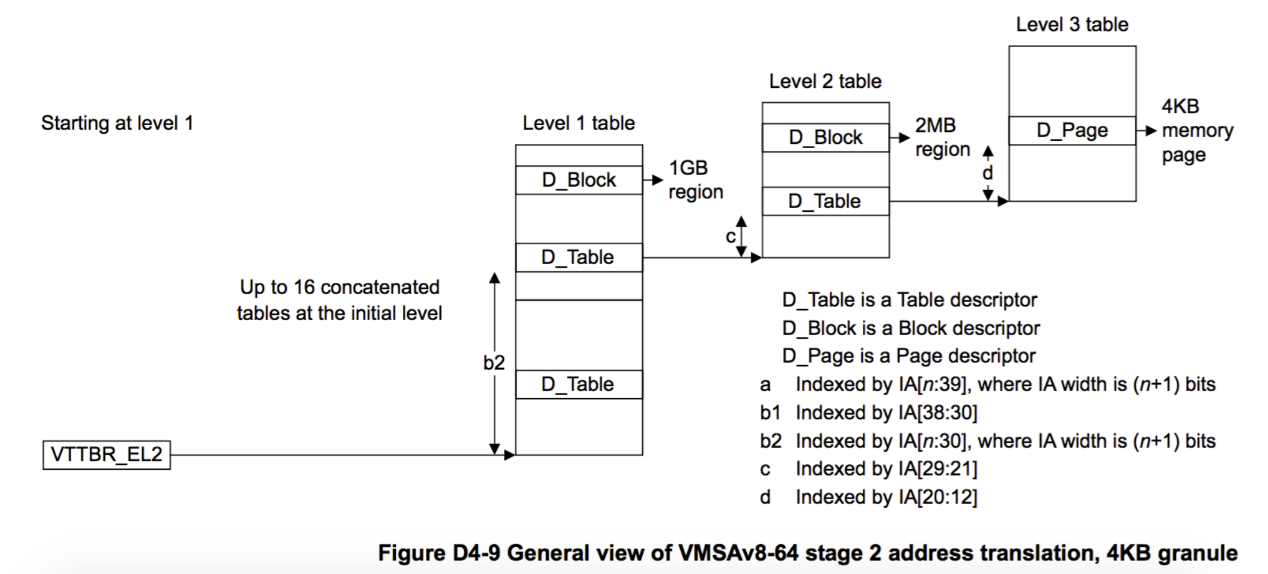 Level 3 table
Level 2 table
Starting at level 1
Level 1 table
D_Block
1GB
region
D_Block
2MB
region
D_Page
4KB
memory
page
d
D_Table
c
D_Table
Up to 16 concatenated
tables at the initial level
b2
D_Table
VTTBR_EL2
D_Table is a Table descriptor
D_Block is a Block descriptor
D_Page is a Page descriptor
a Indexed by IA[n:39], where IA width is (n+1) bits
b1 Indexed by IA[38:30]
b2 Indexed by IA[n:30], where IA width is (n+1) bits
c Indexed by IA[29:21]
d Indexed by IA[20:12]
Figure D4-9 General view of VMSAv8-64 stage 2 address translation, 4KB granule